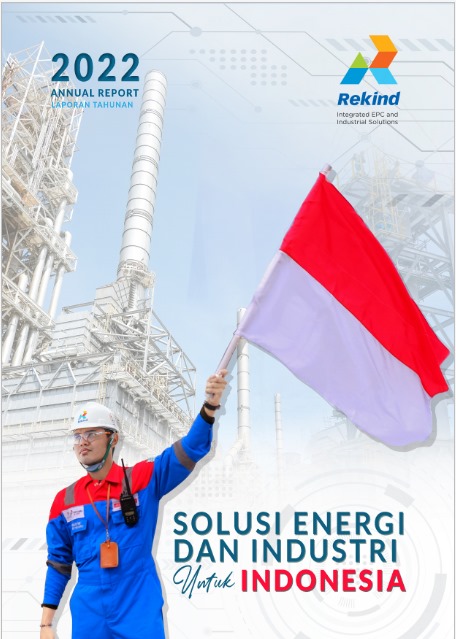 2022
ANNUAL REPORT
LAPORAN TAHUNAN
Rekind
Integrated EPC and
Industrial Solutions
SOLUSI ENERGI
DAN INDUSTRI
Untuk INDONESIA